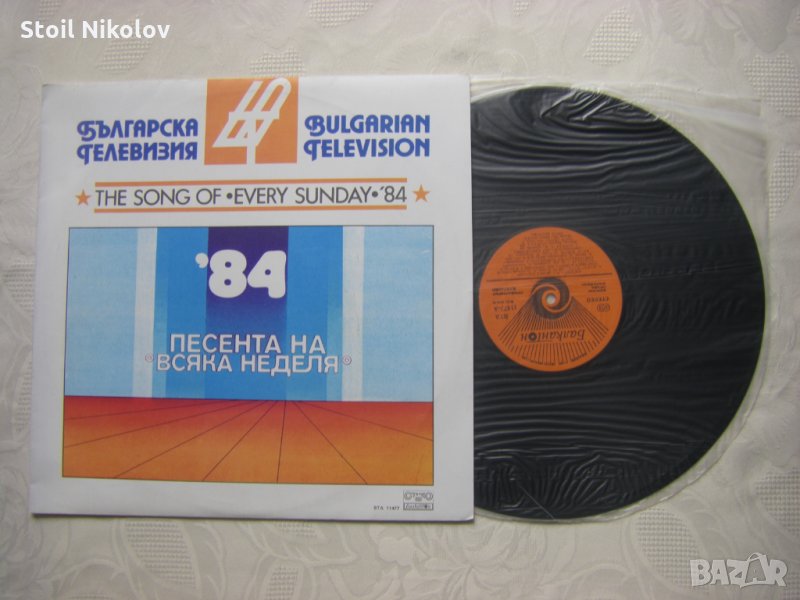 Stoil Nikolov
БЪЛГАРСКА
ТЕЛЕВИЗИЯ
BULGARIAN
TELEVISION
THE SONG OF •EVERY SUNDAY•'84
'84
ПЕСЕНТА НА
"ВСЯКА НЕДЕЛЯ"
ВТА 11477
Балкантон
STEREO
BAZAR